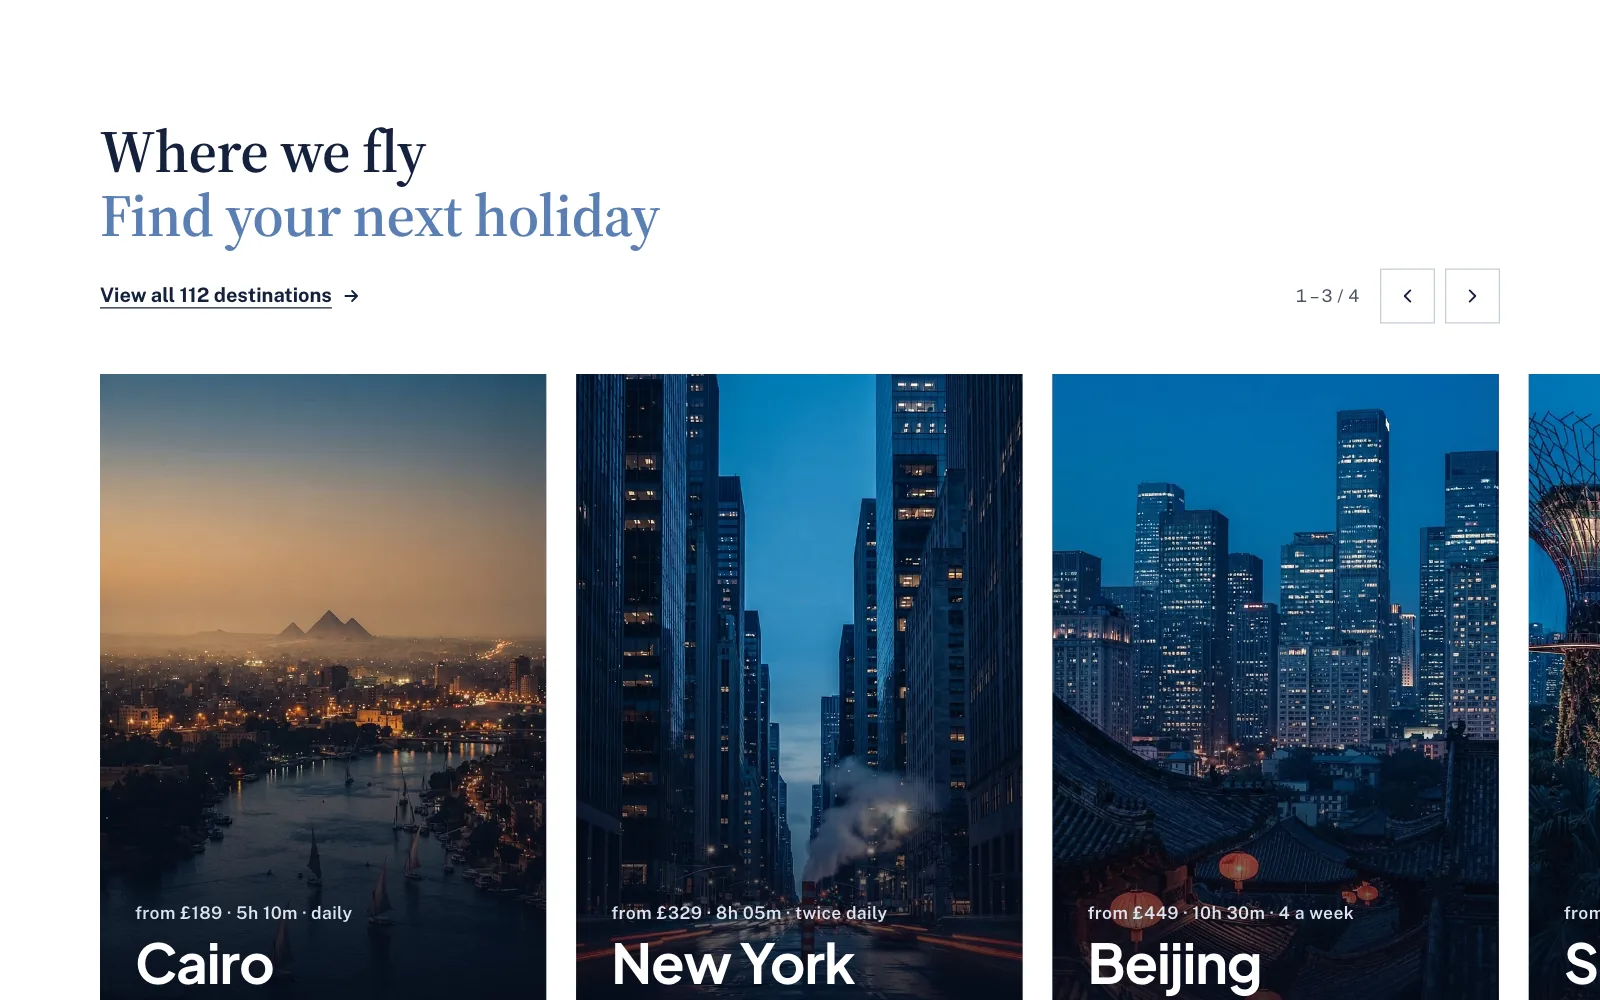 Where we fly
Find your next holiday
View all 112 destinations →
1–3 / 4
from £189 · 5h 10m · daily
Cairo
from £329 · 8h 05m · twice daily
New York
from £449 · 10h 30m · 4 a week
Beijing
from
S